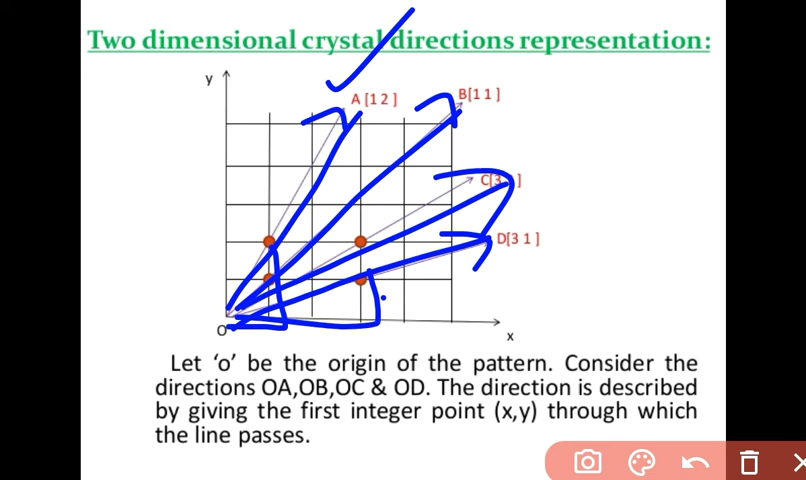 Two dimensional crystal directions representation:
y
A [1 2 ]
B[1 1 ]
C[3 ]
D[3 1 ]
O
x
Let ‘o’ be the origin of the pattern. Consider the
directions OA,OB,OC & OD. The direction is described
by giving the first integer point (x,y) through which
the line passes.